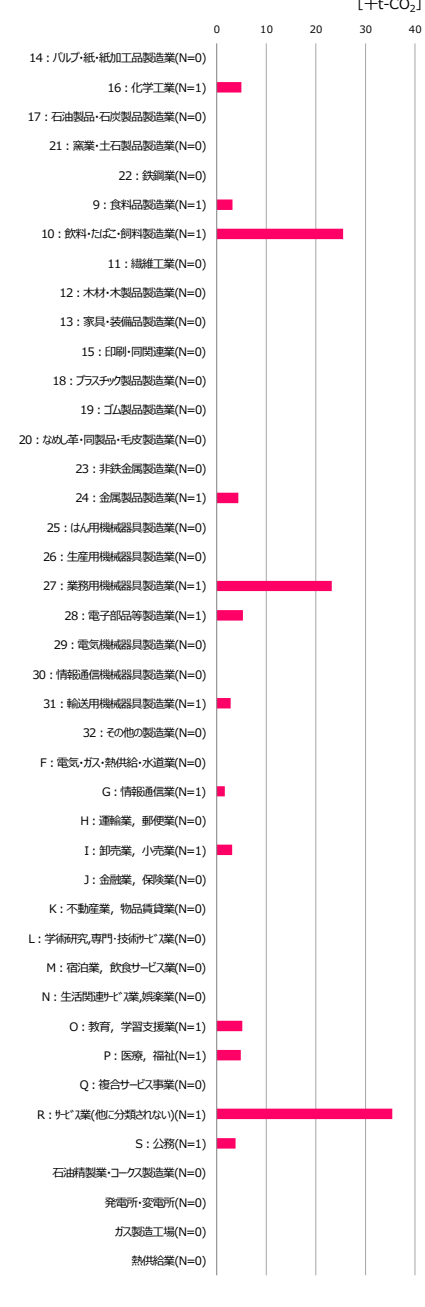 [千t-CO₂]
0 10 20 30 40
14：パルプ・紙・紙加工品製造業(N=0)
16：化学工業(N=1)
17：石油製品・石炭製品製造業(N=0)
21：窯業・土石製品製造業(N=0)
22：鉄鋼業(N=0)
9：食料品製造業(N=1)
10：飲料・たばこ・飼料製造業(N=1)
11：繊維工業(N=0)
12：木材・木製品製造業(N=0)
13：家具・装備品製造業(N=0)
15：印刷・同関連業(N=0)
18：プラスチック製品製造業(N=0)
19：ゴム製品製造業(N=0)
20：なめし革・同製品・毛皮製造業(N=0)
23：非鉄金属製造業(N=0)
24：金属製品製造業(N=1)
25：はん用機械器具製造業(N=0)
26：生産用機械器具製造業(N=0)
27：業務用機械器具製造業(N=1)
28：電子部品等製造業(N=1)
29：電気機械器具製造業(N=0)
30：情報通信機械器具製造業(N=0)
31：輸送用機械器具製造業(N=1)
32：その他の製造業(N=0)
F：電気・ガス・熱供給・水道業(N=0)
G：情報通信業(N=1)
H：運輸業，郵便業(N=0)
I：卸売業，小売業(N=1)
J：金融業，保険業(N=0)
K：不動産業，物品賃貸業(N=0)
L：学術研究,専門・技術サービス業(N=0)
M：宿泊業，飲食サービス業(N=0)
N：生活関連サービス業,娯楽業(N=0)
O：教育，学習支援業(N=1)
P：医療，福祉(N=1)
Q：複合サービス事業(N=0)
R：サービス業(他に分類されない)(N=1)
S：公務(N=1)
石油精製業・コークス製造業(N=0)
発電所・変電所(N=0)
ガス製造工場(N=0)
熱供給業(N=0)